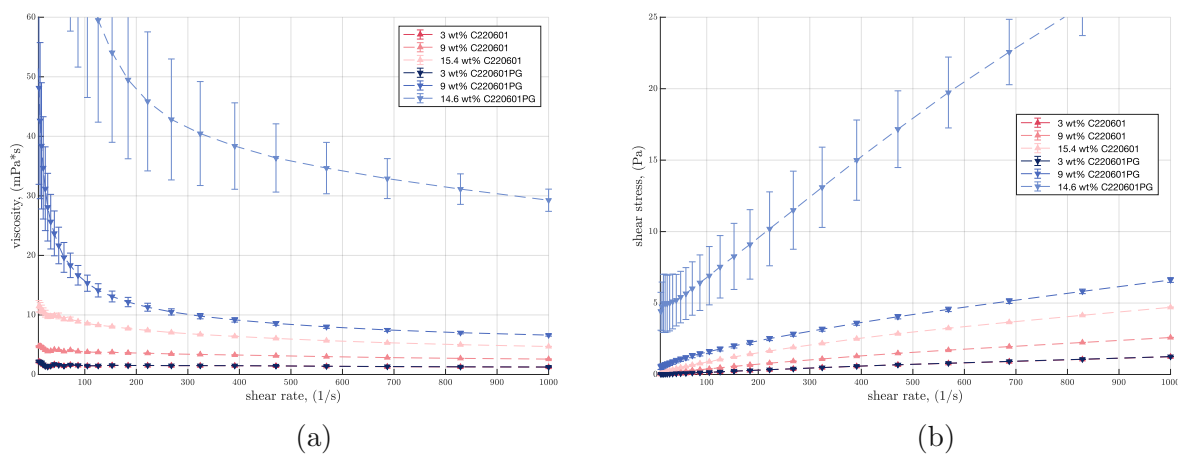 60
50
40
30
20
10
0
100 200 300 400 500 600 700 800 900 1000
viscosity, (mPa*s)
shear rate, (1/s)
3 wt% C220601
9 wt% C220601
15.4 wt% C220601
3 wt% C220601PG
9 wt% C220601PG
14.6 wt% C220601PG
(a)
25
20
15
10
5
0
100 200 300 400 500 600 700 800 900 1000
shear stress, (Pa)
shear rate, (1/s)
3 wt% C220601
9 wt% C220601
15.4 wt% C220601
3 wt% C220601PG
9 wt% C220601PG
14.6 wt% C220601PG
(b)